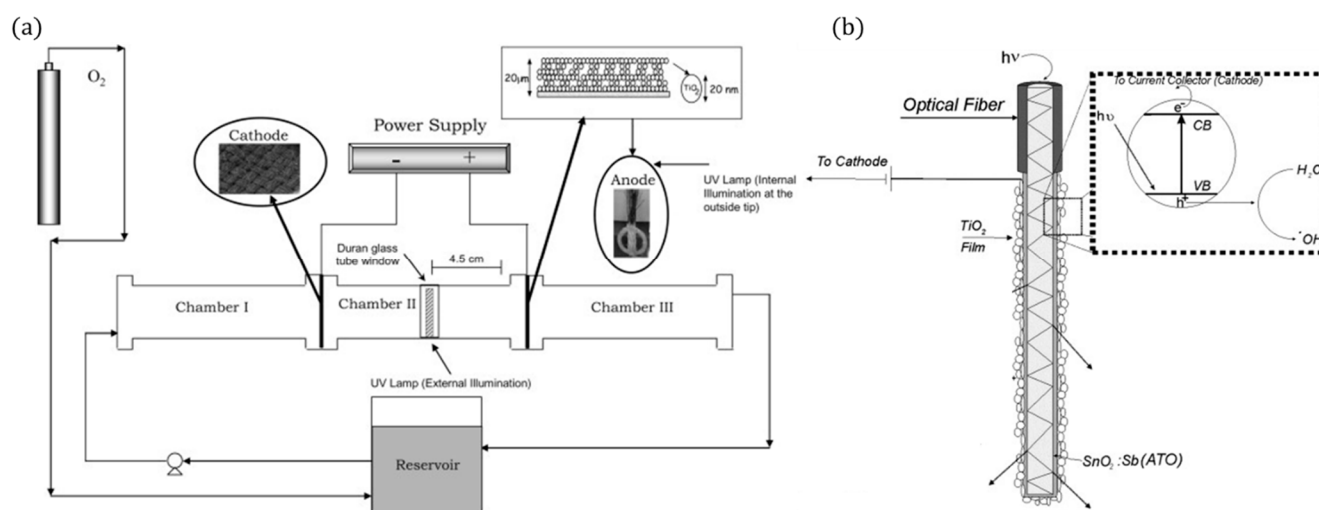 (a)
O2
Cathode
Power Supply
-
+
20µm
TiO2
20 nm
Anode
UV Lamp (Internal
Illumination at the
outside tip)
Duran glass
tube window
4.5 cm
Chamber I
Chamber II
Chamber III
UV Lamp (External Illumination)
Reservoir
(b)
hν
Optical Fiber
To Cathode
TiO2
Film
SnO2:Sb(ATO)
To Current Collector (Cathode)
e-
hυ
CB
VB
h+
·OH